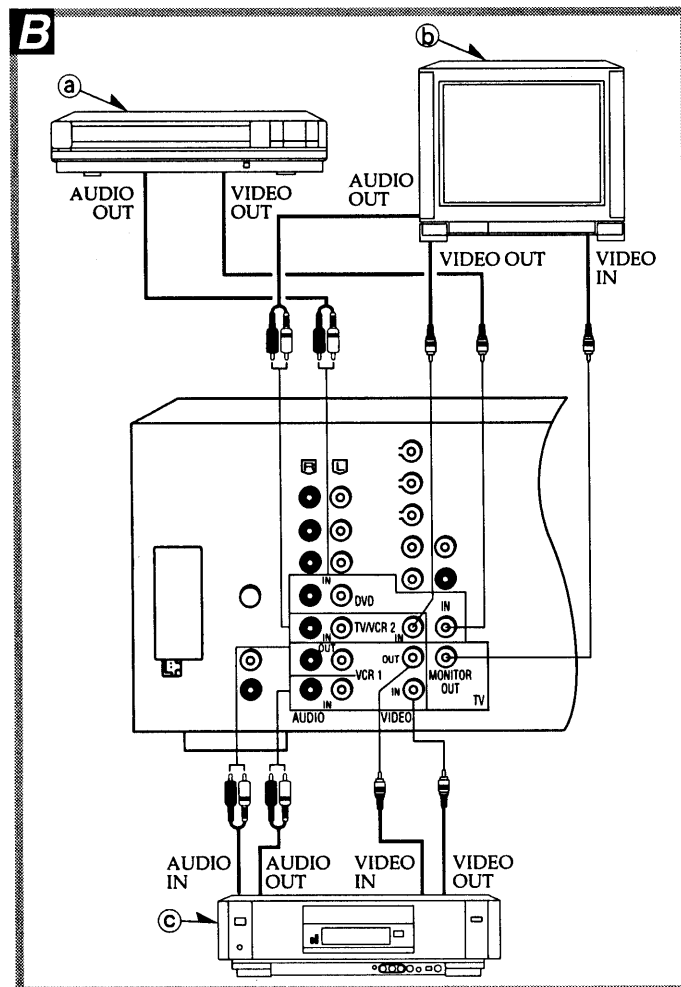 B
b
a
AUDIO
OUT
VIDEO
OUT
AUDIO
OUT
VIDEO OUT
VIDEO
IN
R L
IN
DVD
IN
TV/VCR 2
IN
IN
OUT
OUT
VCR 1
MONITOR
OUT
IN
IN
TV
AUDIO
VIDEO
AUDIO
IN
AUDIO
OUT
VIDEO
IN
VIDEO
OUT
c